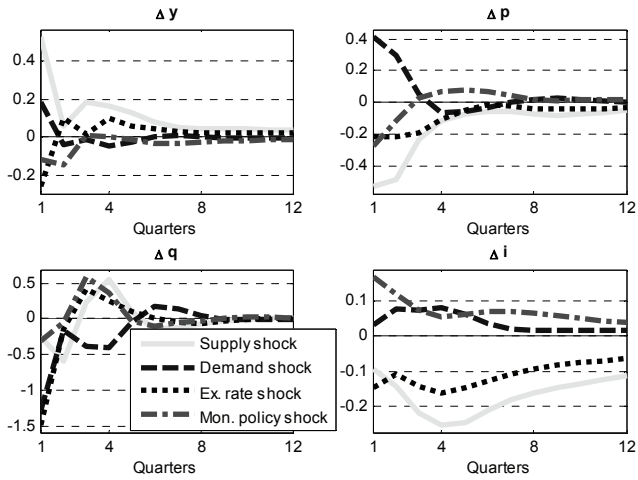 Δ y
0.4
0.2
0
-0.2
1 4 8 12
Quarters
Δ p
0.4
0.2
0
-0.2
-0.4
1 4 8 12
Quarters
Δ q
0.5
0
-0.5
-1
-1.5
1 4 8 12
Quarters
Supply shock
Demand shock
Ex. rate shock
Mon. policy shock
Δ i
0.1
0
-0.1
-0.2
1 4 8 12
Quarters